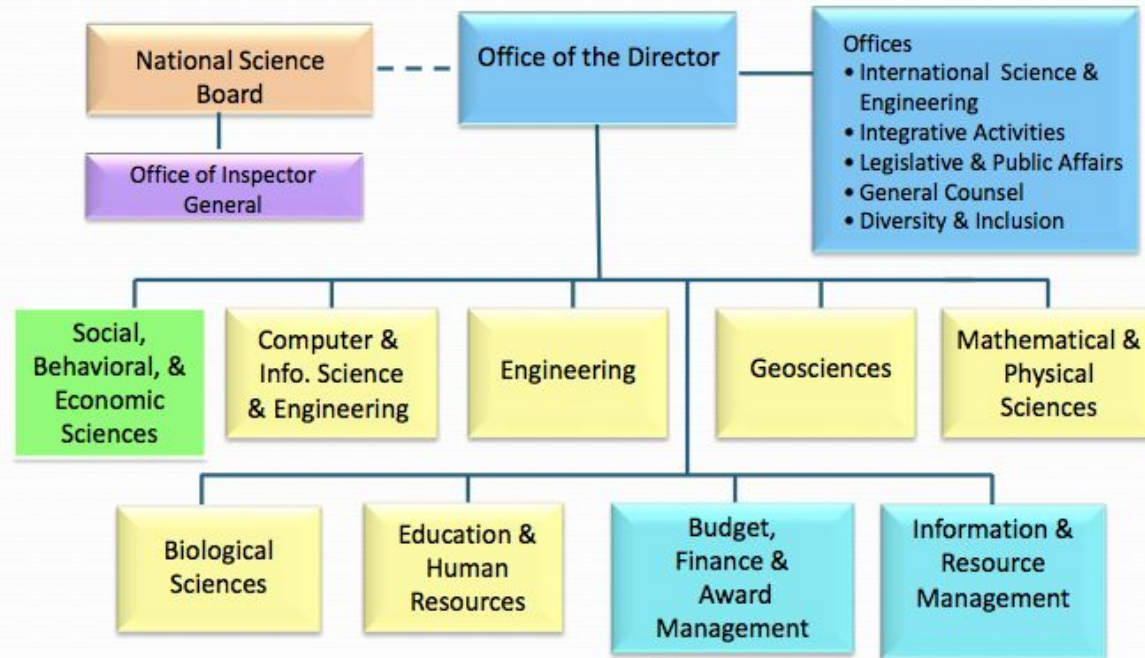 National Science
Board
Office of the Director
Offices
• International Science &
Engineering
• Integrative Activities
• Legislative & Public Affairs
• General Counsel
• Diversity & Inclusion
Office of Inspector
General
Social,
Behavioral, &
Economic
Sciences
Computer &
Info. Science
& Engineering
Engineering
Geosciences
Mathematical &
Physical
Sciences
Biological
Sciences
Education &
Human
Resources
Budget,
Finance &
Award
Management
Information &
Resource
Management